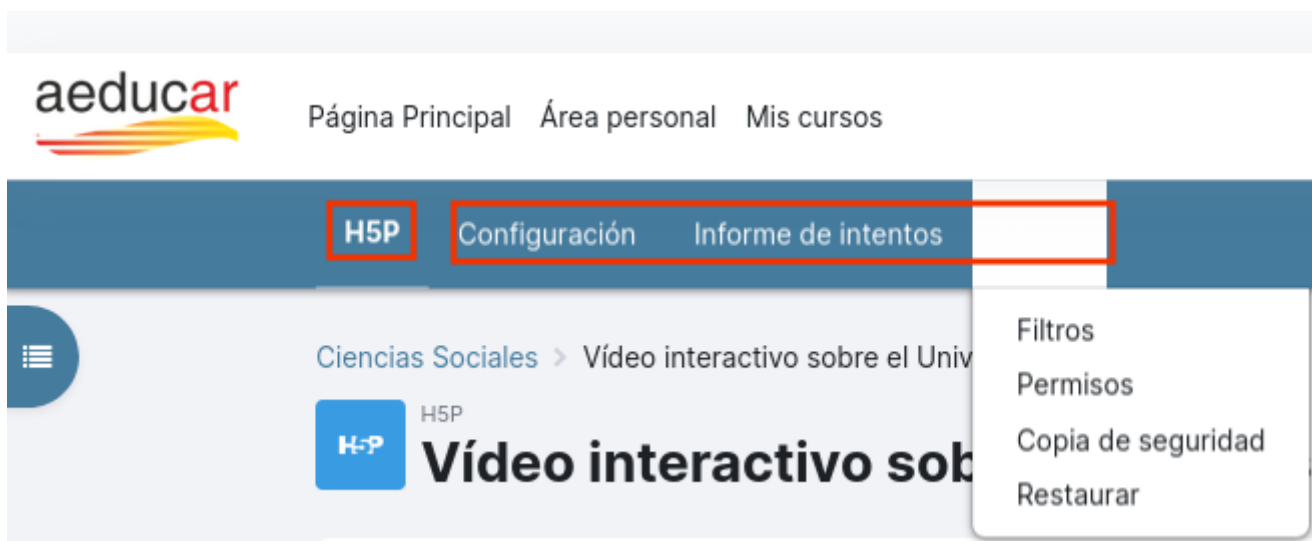 aeducar
Página Principal Área personal Mis cursos
H5P Configuración Informe de intentos
Filtros
Permisos
Copia de seguridad
Restaurar
Ciencias Sociales > Vídeo interactivo sobre el Univ
H5P
H5P
Vídeo interactivo sob